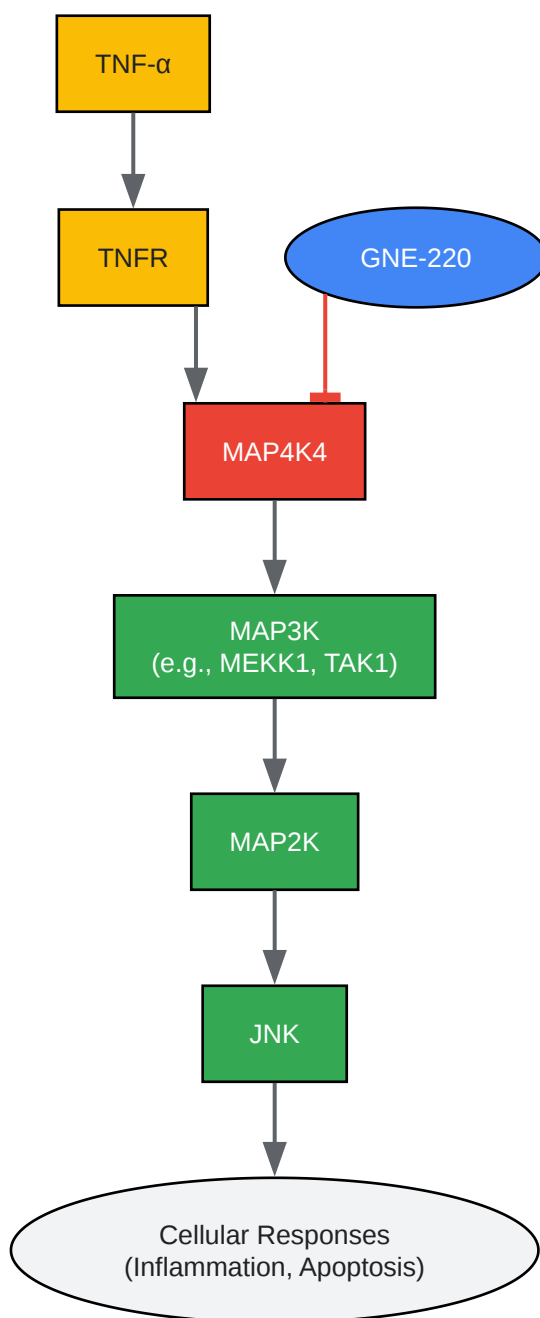 TNF-α
TNFR
GNE-220
MAP4K4
MAP3K
(e.g., MEKK1, TAK1)
MAP2K
JNK
Cellular Responses
(Inflammation, Apoptosis)